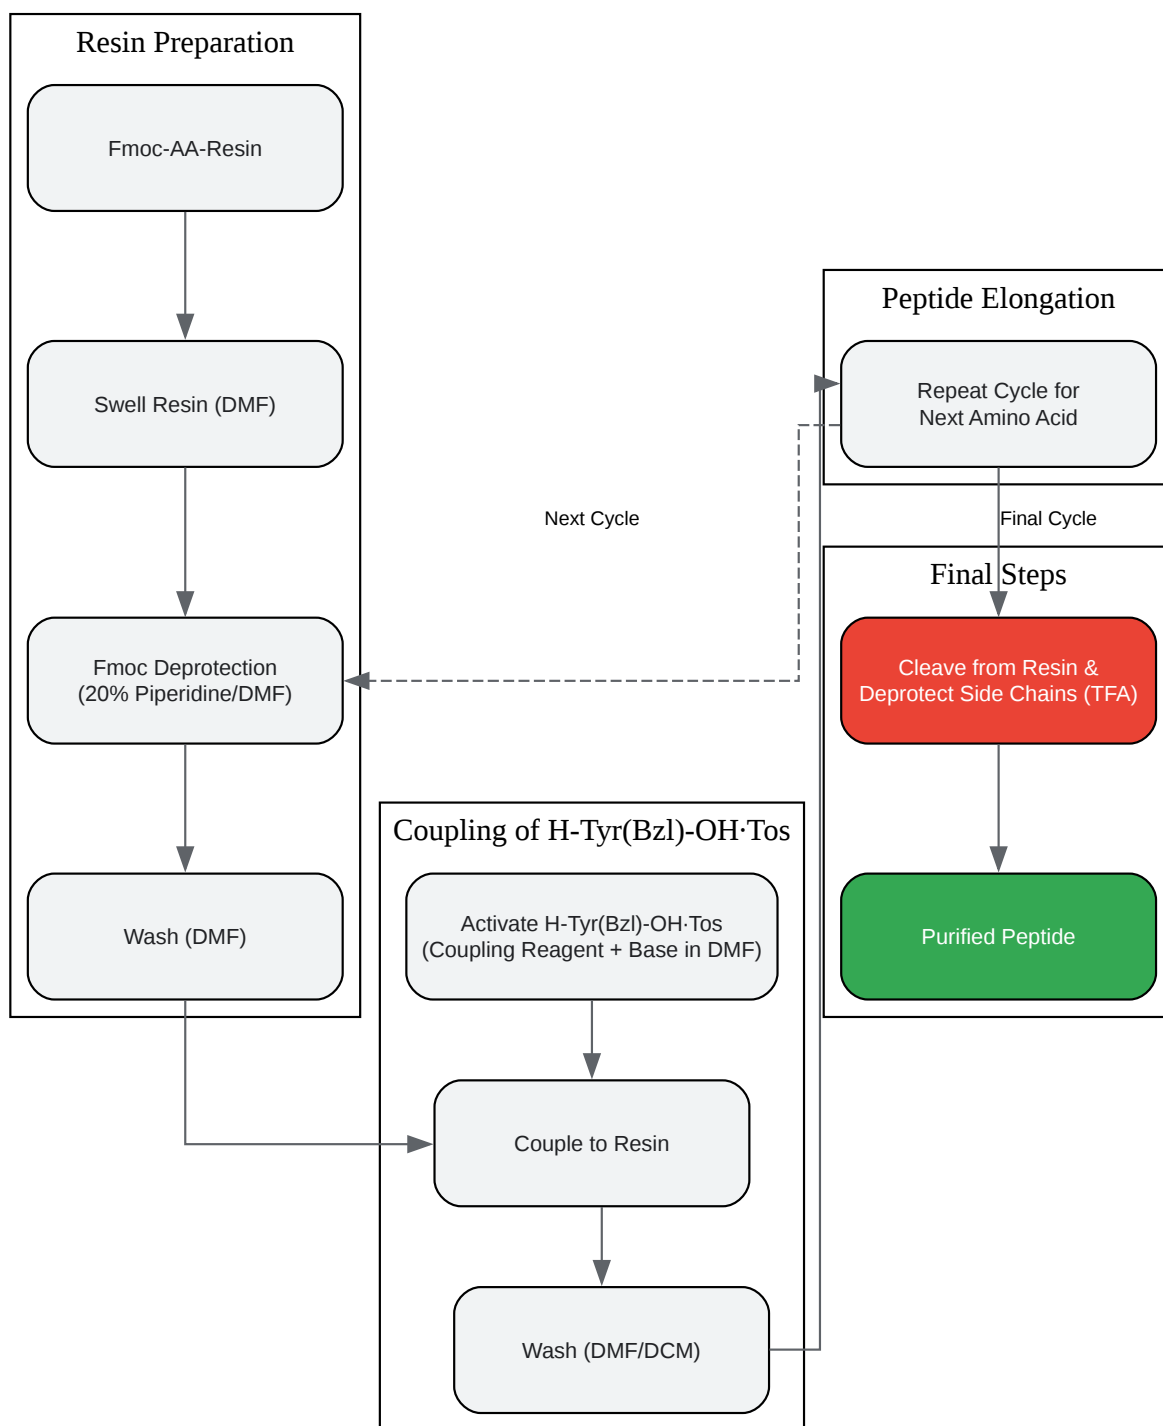 Resin Preparation
Fmoc-AA-Resin
Swell Resin (DMF)
Fmoc Deprotection
(20% Piperidine/DMF)
Wash (DMF)
Next Cycle
Coupling of H-Tyr(Bzl)-OH·Tos
Activate H-Tyr(Bzl)-OH·Tos
(Coupling Reagent + Base in DMF)
Couple to Resin
Wash (DMF/DCM)
Peptide Elongation
Repeat Cycle for
Next Amino Acid
Final Cycle
Final Steps
Cleave from Resin &
Deprotect Side Chains (TFA)
Purified Peptide